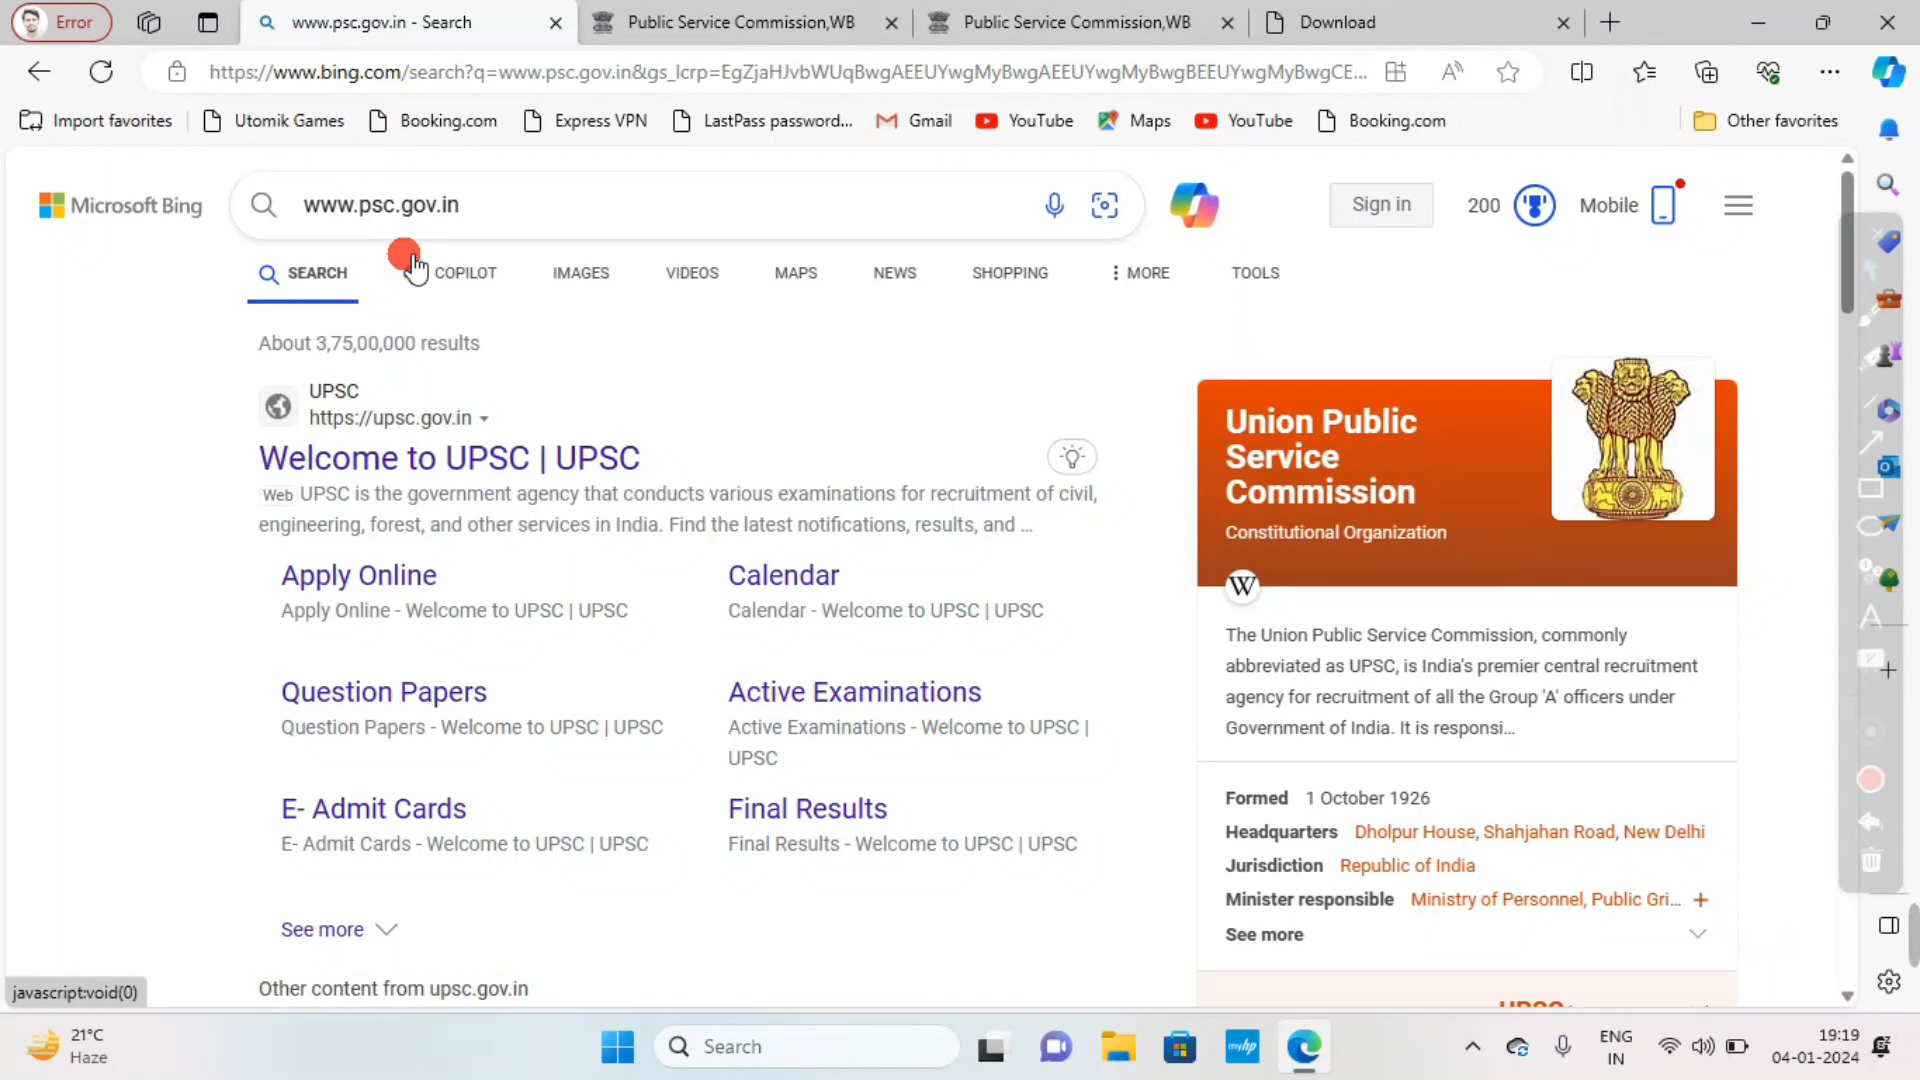 Error
www.psc.gov.in - Search
Public Service Commission,WB
Public Service Commission,WB
Download
https://www.bing.com/search?q=www.psc.gov.in&gs_lcrp=EgZjaHJvbWUqBwgAEEUYwgMyBwgAEEUYwgMyBwgBEEUYwgMyBwgCE...
Import favorites
Utomik Games
Booking.com
Express VPN
LastPass password...
Gmail
YouTube
Maps
YouTube
Booking.com
Other favorites
Microsoft Bing
www.psc.gov.in
Sign in
200
Mobile
SEARCH
COPILOT
IMAGES
VIDEOS
MAPS
NEWS
SHOPPING
MORE
TOOLS
About 3,75,00,000 results
UPSC
https://upsc.gov.in
Welcome to UPSC | UPSC
Web UPSC is the government agency that conducts various examinations for recruitment of civil,
engineering, forest, and other services in India. Find the latest notifications, results, and ...
Apply Online
Apply Online - Welcome to UPSC | UPSC
Calendar
Calendar - Welcome to UPSC | UPSC
Question Papers
Question Papers - Welcome to UPSC | UPSC
Active Examinations
Active Examinations - Welcome to UPSC |
UPSC
E- Admit Cards
E- Admit Cards - Welcome to UPSC | UPSC
Final Results
Final Results - Welcome to UPSC | UPSC
See more
Other content from upsc.gov.in
Union Public
Service
Commission
Constitutional Organization
W
The Union Public Service Commission, commonly
abbreviated as UPSC, is India's premier central recruitment
agency for recruitment of all the Group 'A' officers under
Government of India. It is responsi...
Formed 1 October 1926
Headquarters Dholpur House, Shahjahan Road, New Delhi
Jurisdiction Republic of India
Minister responsible Ministry of Personnel, Public Gri...
See more
javascript:void(0)
21°C
Haze
Search
myhp
ENG
IN
19:19
04-01-2024